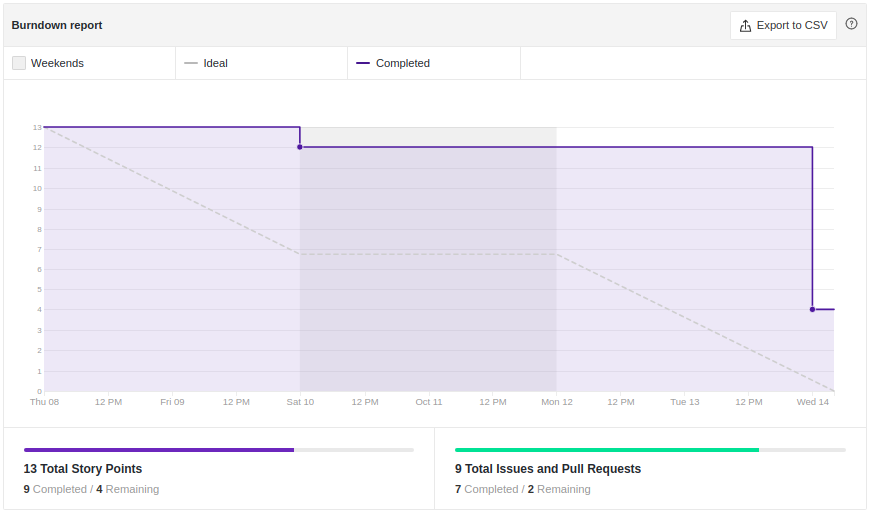 Burndown report
Export to CSV
Weekends
Ideal
Completed
13
12
11
10
9
8
7
6
5
4
3
2
1
0
Thu 08 12 PM Fri 09 12 PM Sat 10 12 PM Oct 11 12 PM Mon 12 12 PM Tue 13 12 PM Wed 14
13 Total Story Points
9 Completed / 4 Remaining
9 Total Issues and Pull Requests
7 Completed / 2 Remaining